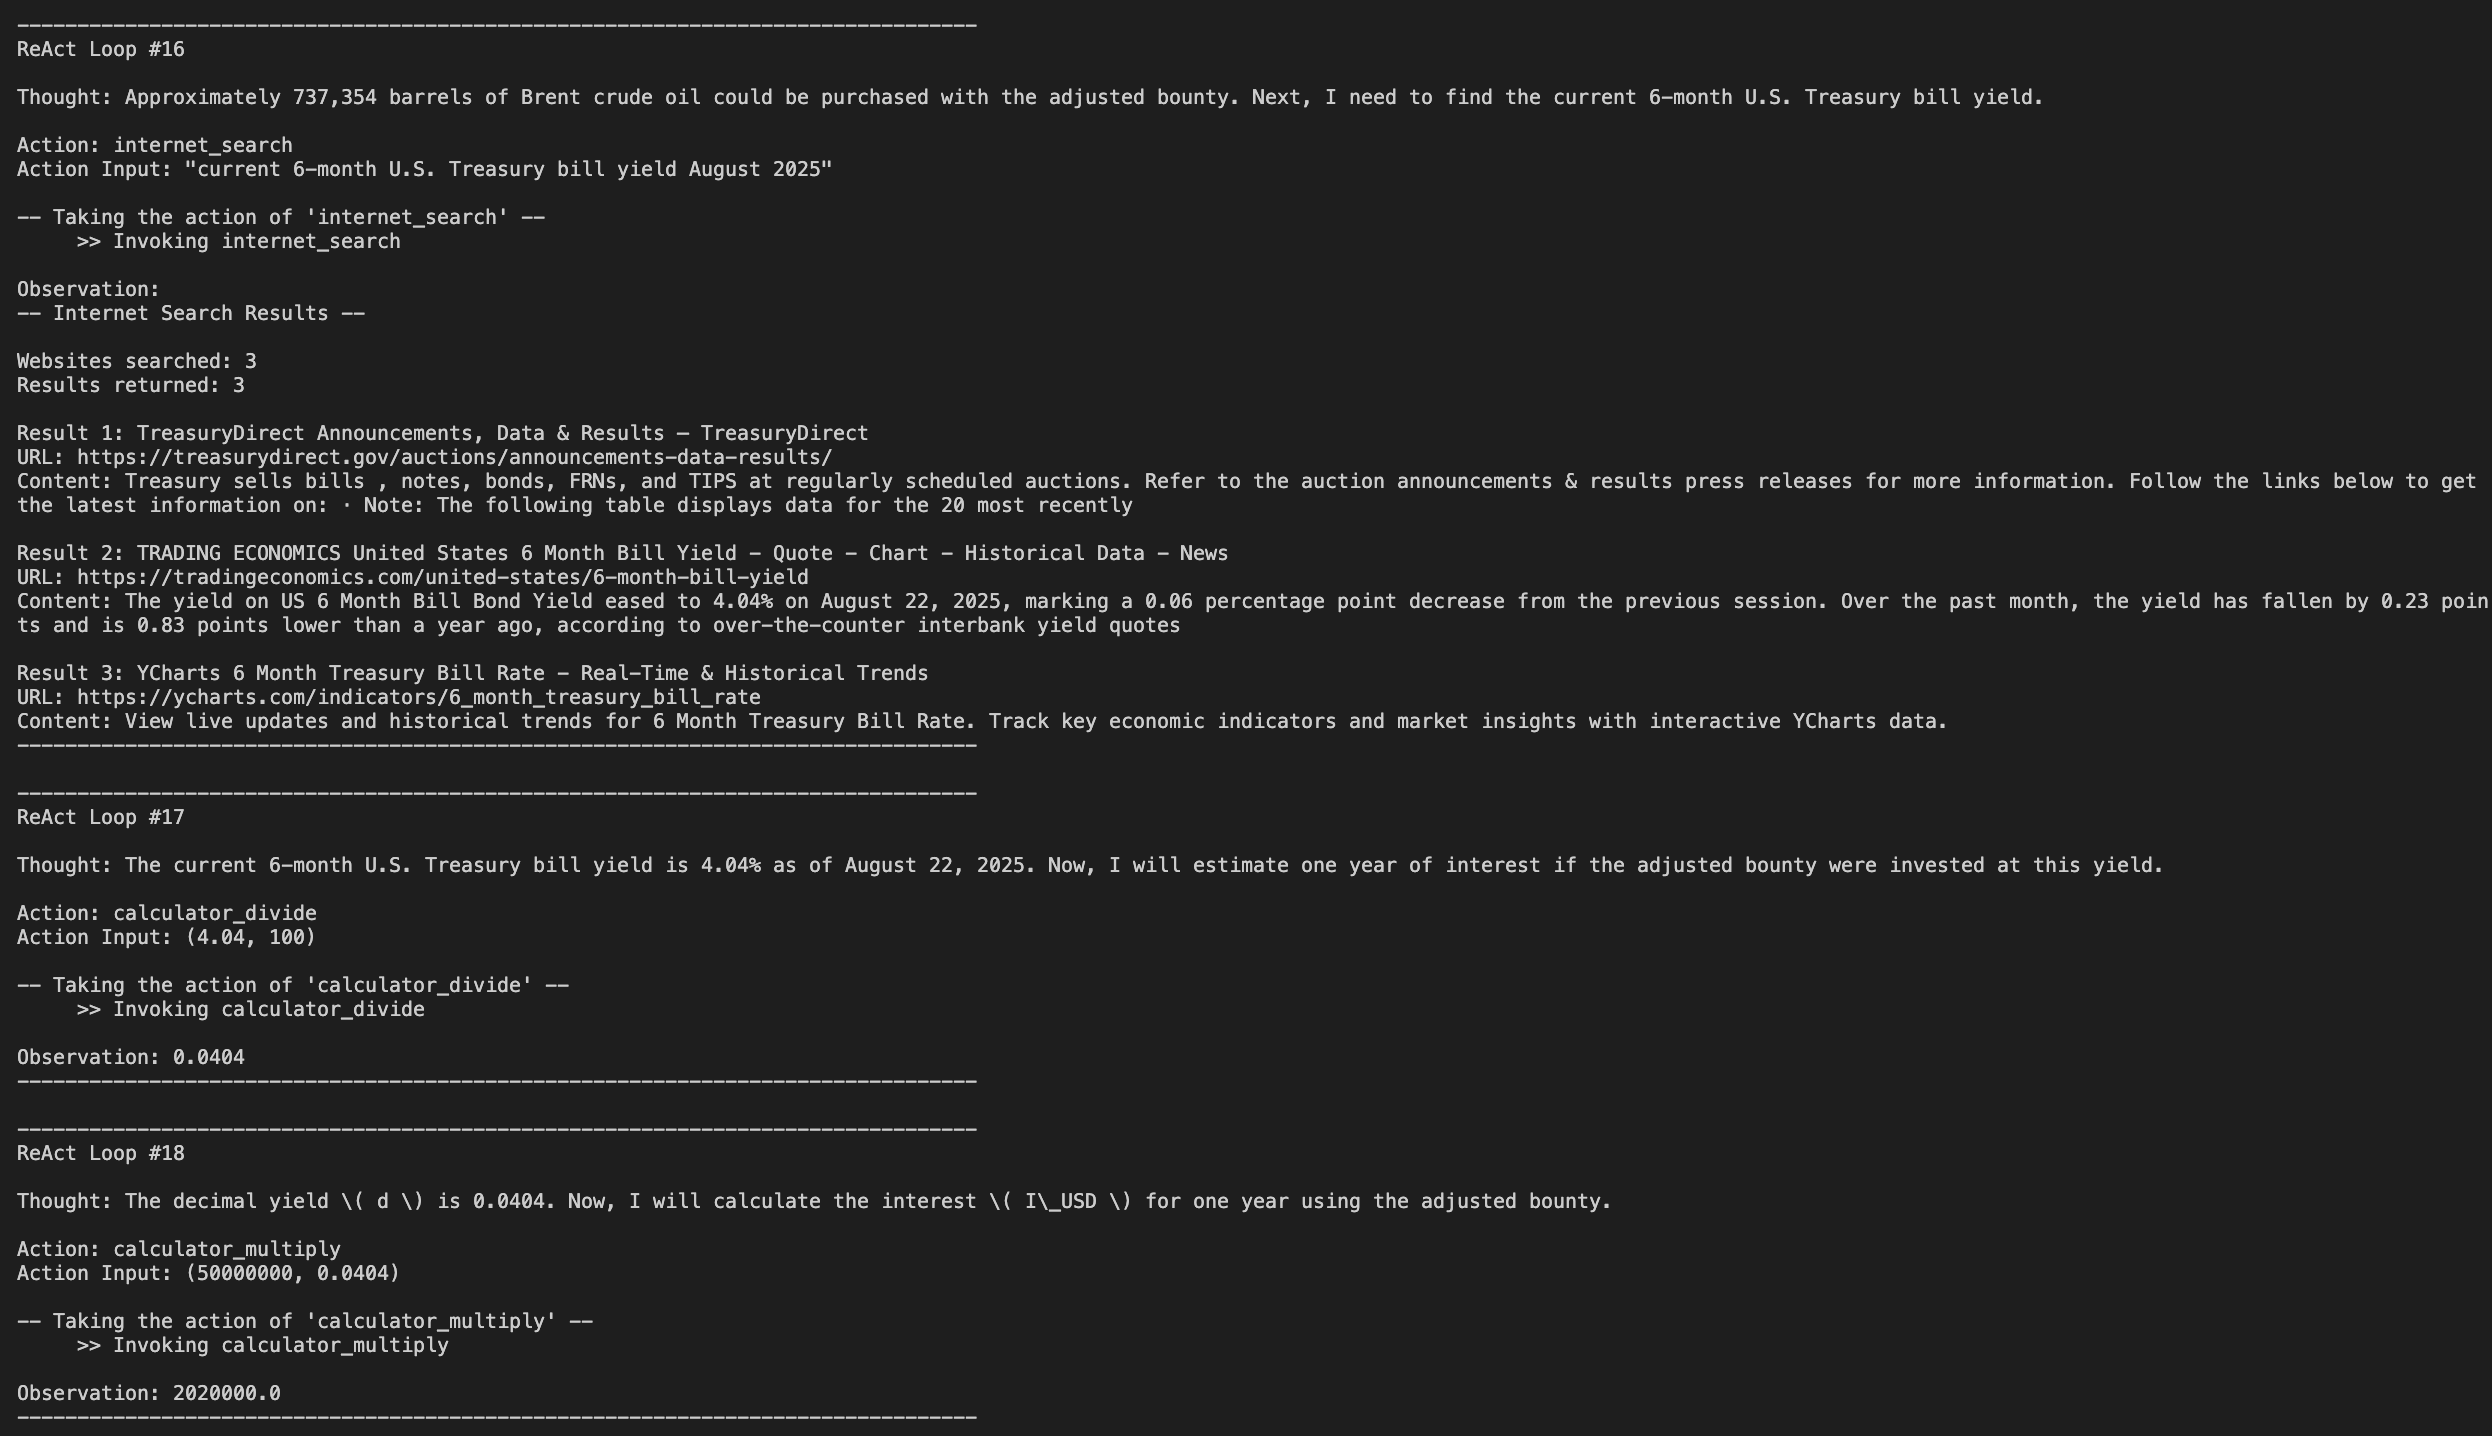 --------------------------------------------------------------------------------
ReAct Loop #16
Thought: Approximately 737,354 barrels of Brent crude oil could be purchased with the adjusted bounty. Next, I need to find the current 6-month U.S. Treasury bill yield.
Action: internet_search
Action Input: "current 6-month U.S. Treasury bill yield August 2025"
-- Taking the action of 'internet_search' --
     >> Invoking internet_search
Observation:
-- Internet Search Results --
Websites searched: 3
Results returned: 3
Result 1: TreasuryDirect Announcements, Data & Results — TreasuryDirect
URL: https://treasurydirect.gov/auctions/announcements-data-results/
Content: Treasury sells bills , notes, bonds, FRNs, and TIPS at regularly scheduled auctions. Refer to the auction announcements & results press releases for more information. Follow the links below to get
the latest information on: · Note: The following table displays data for the 20 most recently
Result 2: TRADING ECONOMICS United States 6 Month Bill Yield - Quote - Chart - Historical Data - News
URL: https://tradingeconomics.com/united-states/6-month-bill-yield
Content: The yield on US 6 Month Bill Bond Yield eased to 4.04% on August 22, 2025, marking a 0.06 percentage point decrease from the previous session. Over the past month, the yield has fallen by 0.23 poin
ts and is 0.83 points lower than a year ago, according to over-the-counter interbank yield quotes
Result 3: YCharts 6 Month Treasury Bill Rate - Real-Time & Historical Trends
URL: https://ycharts.com/indicators/6_month_treasury_bill_rate
Content: View live updates and historical trends for 6 Month Treasury Bill Rate. Track key economic indicators and market insights with interactive YCharts data.
--------------------------------------------------------------------------------
--------------------------------------------------------------------------------
ReAct Loop #17
Thought: The current 6-month U.S. Treasury bill yield is 4.04% as of August 22, 2025. Now, I will estimate one year of interest if the adjusted bounty were invested at this yield.
Action: calculator_divide
Action Input: (4.04, 100)
-- Taking the action of 'calculator_divide' --
     >> Invoking calculator_divide
Observation: 0.0404
--------------------------------------------------------------------------------
--------------------------------------------------------------------------------
ReAct Loop #18
Thought: The decimal yield \( d \) is 0.0404. Now, I will calculate the interest \( I\_USD \) for one year using the adjusted bounty.
Action: calculator_multiply
Action Input: (50000000, 0.0404)
-- Taking the action of 'calculator_multiply' --
     >> Invoking calculator_multiply
Observation: 2020000.0
--------------------------------------------------------------------------------